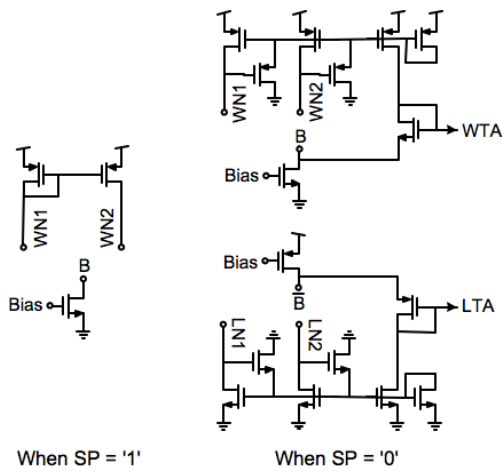 WN1
WN2
B
Bias
When SP = '1'
WN1
WN2
WTA
B
Bias
Bias
B
LN1
LN2
LTA
When SP = '0'